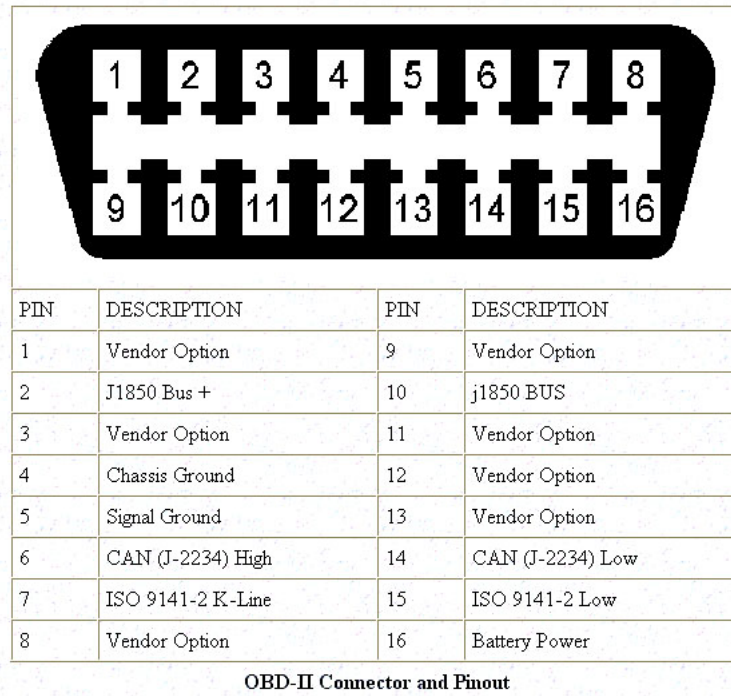 1 2 3 4 5 6 7 8
9 10 11 12 13 14 15 16
PIN DESCRIPTION PIN DESCRIPTION
1 Vendor Option 9 Vendor Option
2 J1850 Bus + 10 j1850 BUS
3 Vendor Option 11 Vendor Option
4 Chassis Ground 12 Vendor Option
5 Signal Ground 13 Vendor Option
6 CAN (J-2234) High 14 CAN (J-2234) Low
7 ISO 9141-2 K-Line 15 ISO 9141-2 Low
8 Vendor Option 16 Battery Power
OBD-II Connector and Pinout